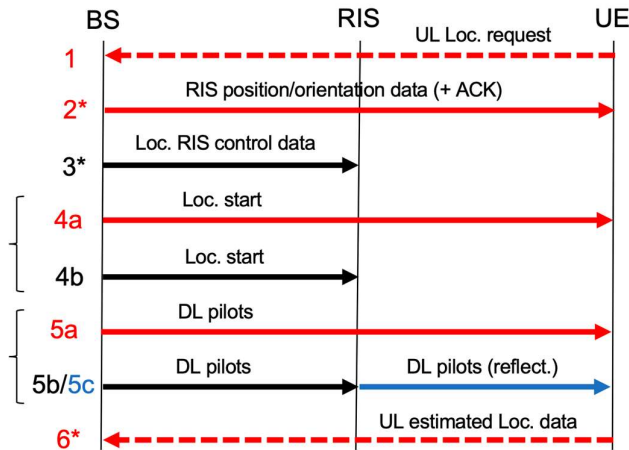 BS RIS UE
1 UL Loc. request
2* RIS position/orientation data (+ ACK)
3* Loc. RIS control data
4a Loc. start
4b Loc. start
5a DL pilots
5b/5c DL pilots DL pilots (reflect.)
6* UL estimated Loc. data